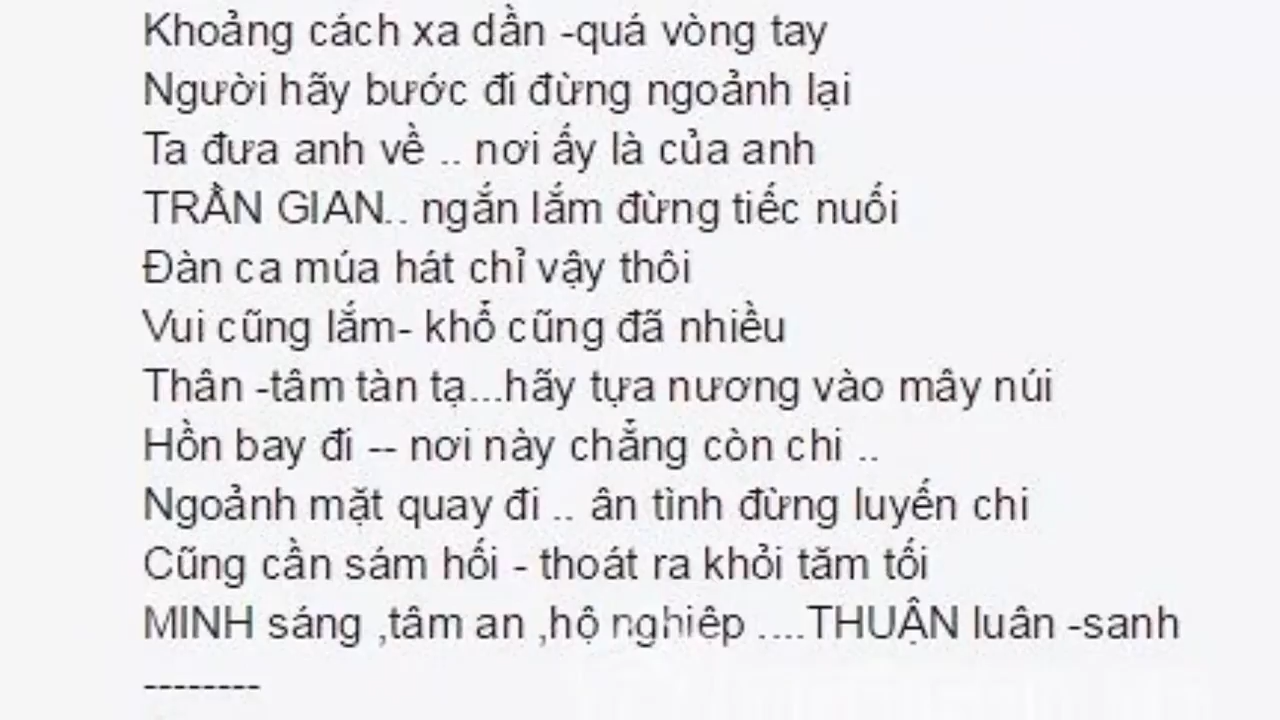 Khoảng cách xa dần -quá vòng tay
Người hãy bước đi đừng ngoảnh lại
Ta đưa anh về .. nơi ấy là của anh
TRẦN GIAN.. ngắn lắm đừng tiếc nuối
Đàn ca múa hát chỉ vậy thôi
Vui cũng lắm- khổ cũng đã nhiều
Thân -tâm tàn tạ...hãy tựa nương vào mây núi
Hồn bay đi -- nơi này chẳng còn chi ..
Ngoảnh mặt quay đi .. ân tình đừng luyến chi
Cũng cần sám hối - thoát ra khỏi tăm tối
MINH sáng ,tâm an ,hộ nghiêp ....THUẬN luân -sanh
--------